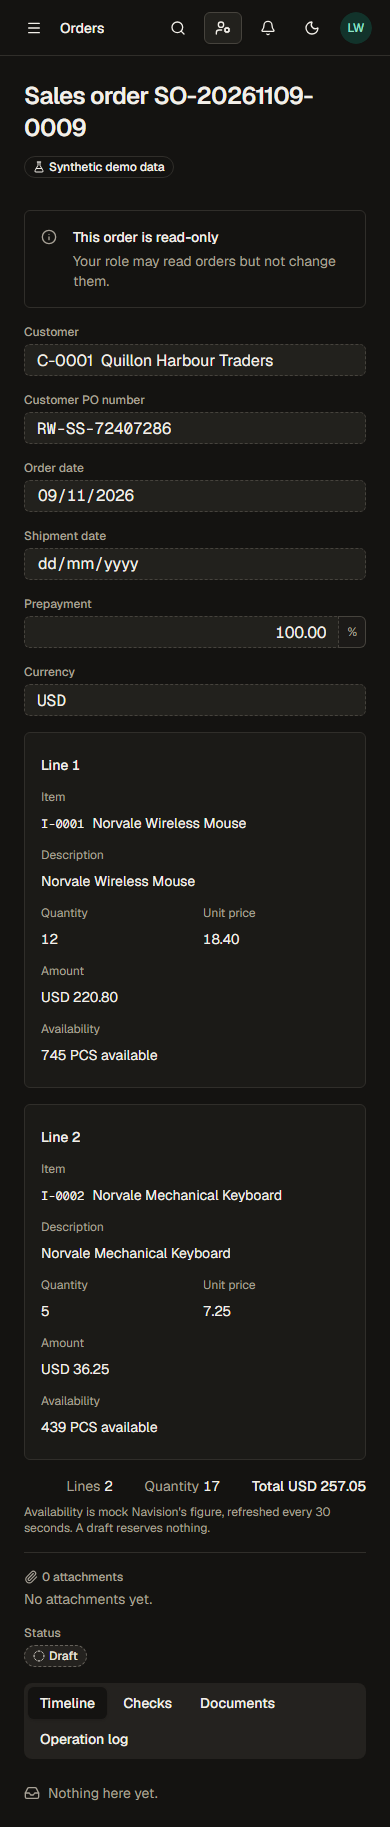 Orders
LW
Sales order SO-20261109-
0009
Synthetic demo data
This order is read-only
Your role may read orders but not change
them.
Customer
C-0001 Quillon Harbour Traders
Customer PO number
RW-SS-72407286
Order date
09/11/2026
Shipment date
dd/mm/yyyy
Prepayment
100.00 %
Currency
USD
Line 1
Item
I-0001 Norvale Wireless Mouse
Description
Norvale Wireless Mouse
Quantity Unit price
12 18.40
Amount
USD 220.80
Availability
745 PCS available
Line 2
Item
I-0002 Norvale Mechanical Keyboard
Description
Norvale Mechanical Keyboard
Quantity Unit price
5 7.25
Amount
USD 36.25
Availability
439 PCS available
Lines 2 Quantity 17 Total USD 257.05
Availability is mock Navision's figure, refreshed every 30
seconds. A draft reserves nothing.
0 attachments
No attachments yet.
Status
Draft
Timeline Checks Documents
Operation log
Nothing here yet.